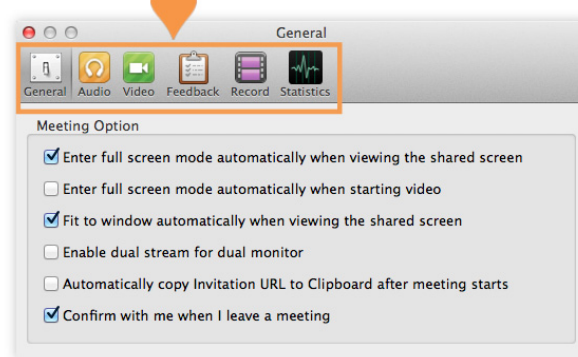 General
General Audio Video Feedback Record Statistics
Meeting Option
Enter full screen mode automatically when viewing the shared screen
Enter full screen mode automatically when starting video
Fit to window automatically when viewing the shared screen
Enable dual stream for dual monitor
Automatically copy Invitation URL to Clipboard after meeting starts
Confirm with me when I leave a meeting